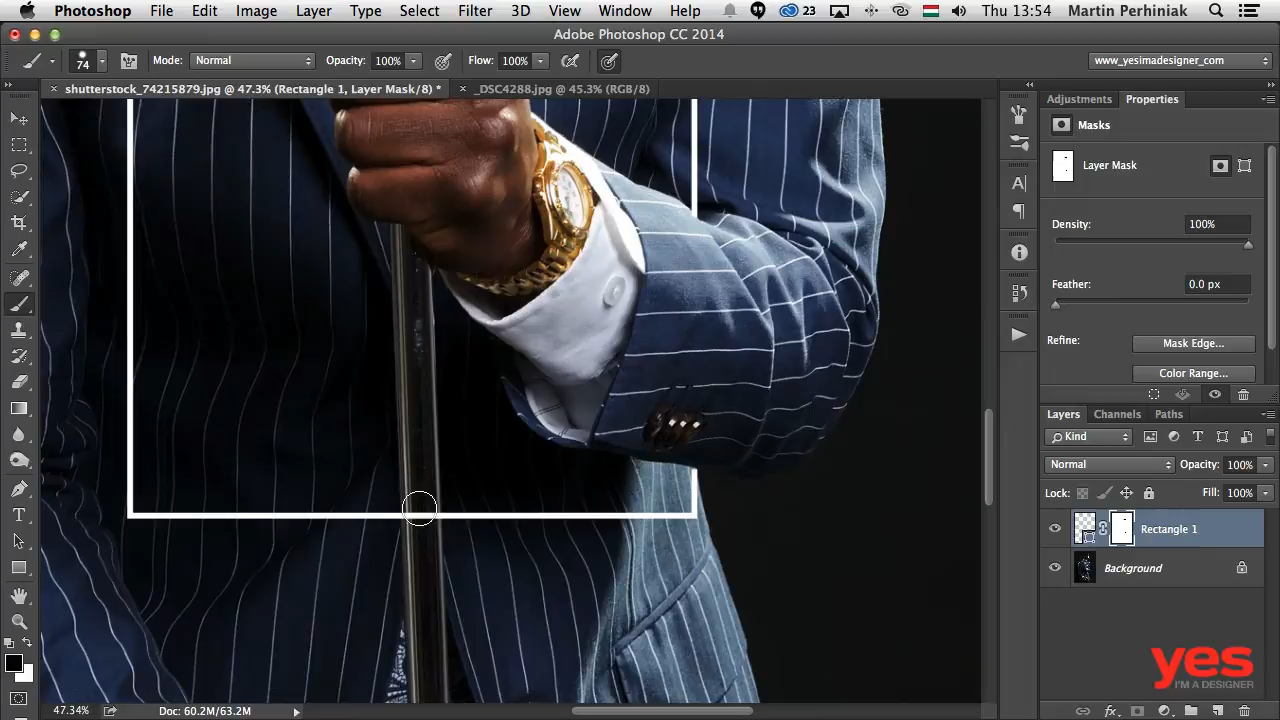 Photoshop File Edit Image Layer Type Select Filter 3D View Window Help 23 Thu 13:54 Martin Perhiniak
Adobe Photoshop CC 2014
74 Mode: Normal Opacity: 100% Flow: 100% www_yesimadesigner_com
shutterstock_74215879.jpg @ 47.3% (Rectangle 1, Layer Mask/8) * _DSC4288.jpg @ 45.3% (RGB/8)
Adjustments Properties
Masks
Layer Mask
Density: 100%
Feather: 0.0 px
Refine: Mask Edge...
Color Range...
Layers Channels Paths
Kind
Normal Opacity: 100%
Lock: Fill: 100%
Rectangle 1
Background
yes
I'M A DESIGNER
47.34% Doc: 60.2M/63.2M